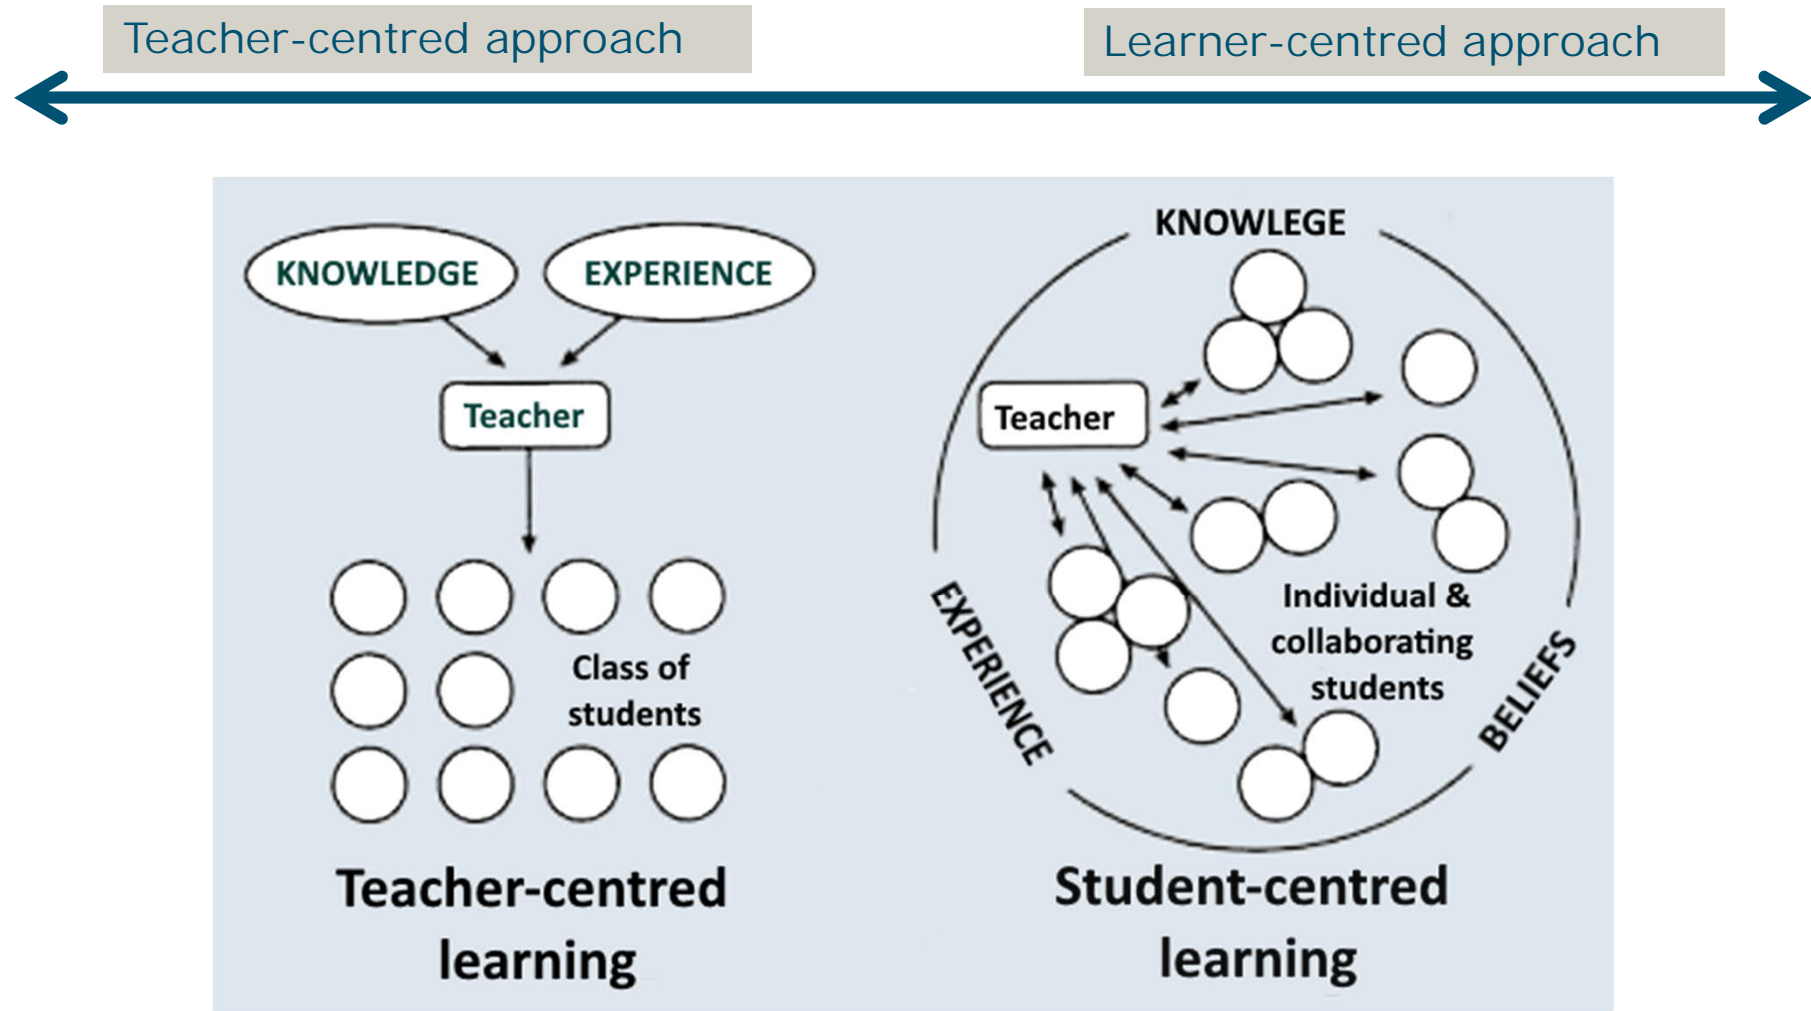 Teacher-centred approach
Learner-centred approach
KNOWLEDGE
EXPERIENCE
Teacher
Class of
students
Teacher-centred
learning
KNOWLEGE
Teacher
Individual &
collaborating
students
EXPERIENCE
BELIEFS
Student-centred
learning